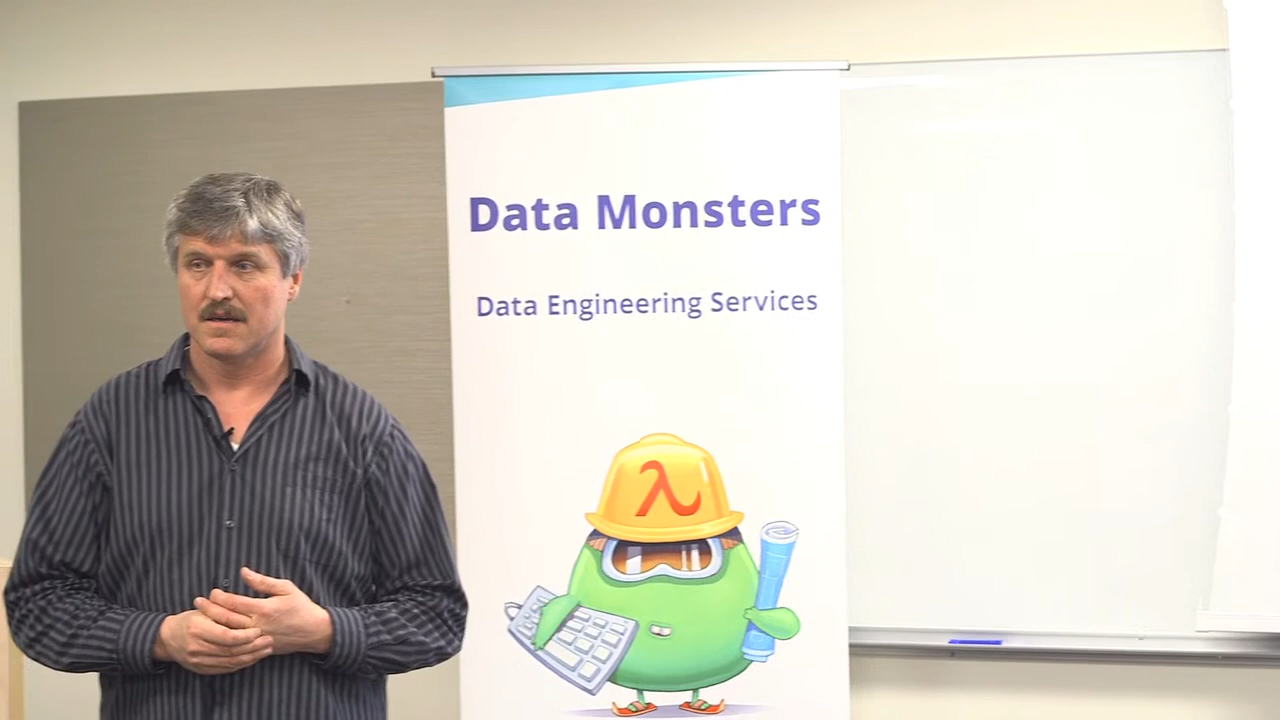 Data Monsters
Data Engineering Services
λ